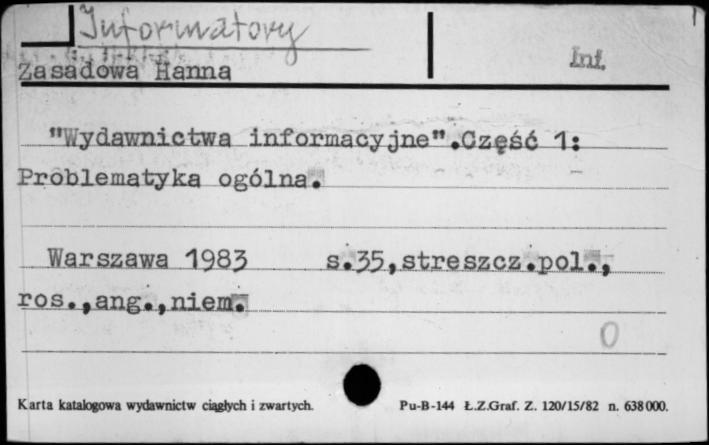 Informatory
Inf.
Zasadowa Hanna
"Wydawnictwa informacyjne".Część 1:
Problematyka ogólna.
Warszawa 1983 s.35,streszcz.pol.,
ros.,ang.,niem.
0
Karta katalogowa wydawnictw ciągłych i zwartych. Pu-B-144 Ł.Z.Graf. Z. 120/15/82 n. 638 000.